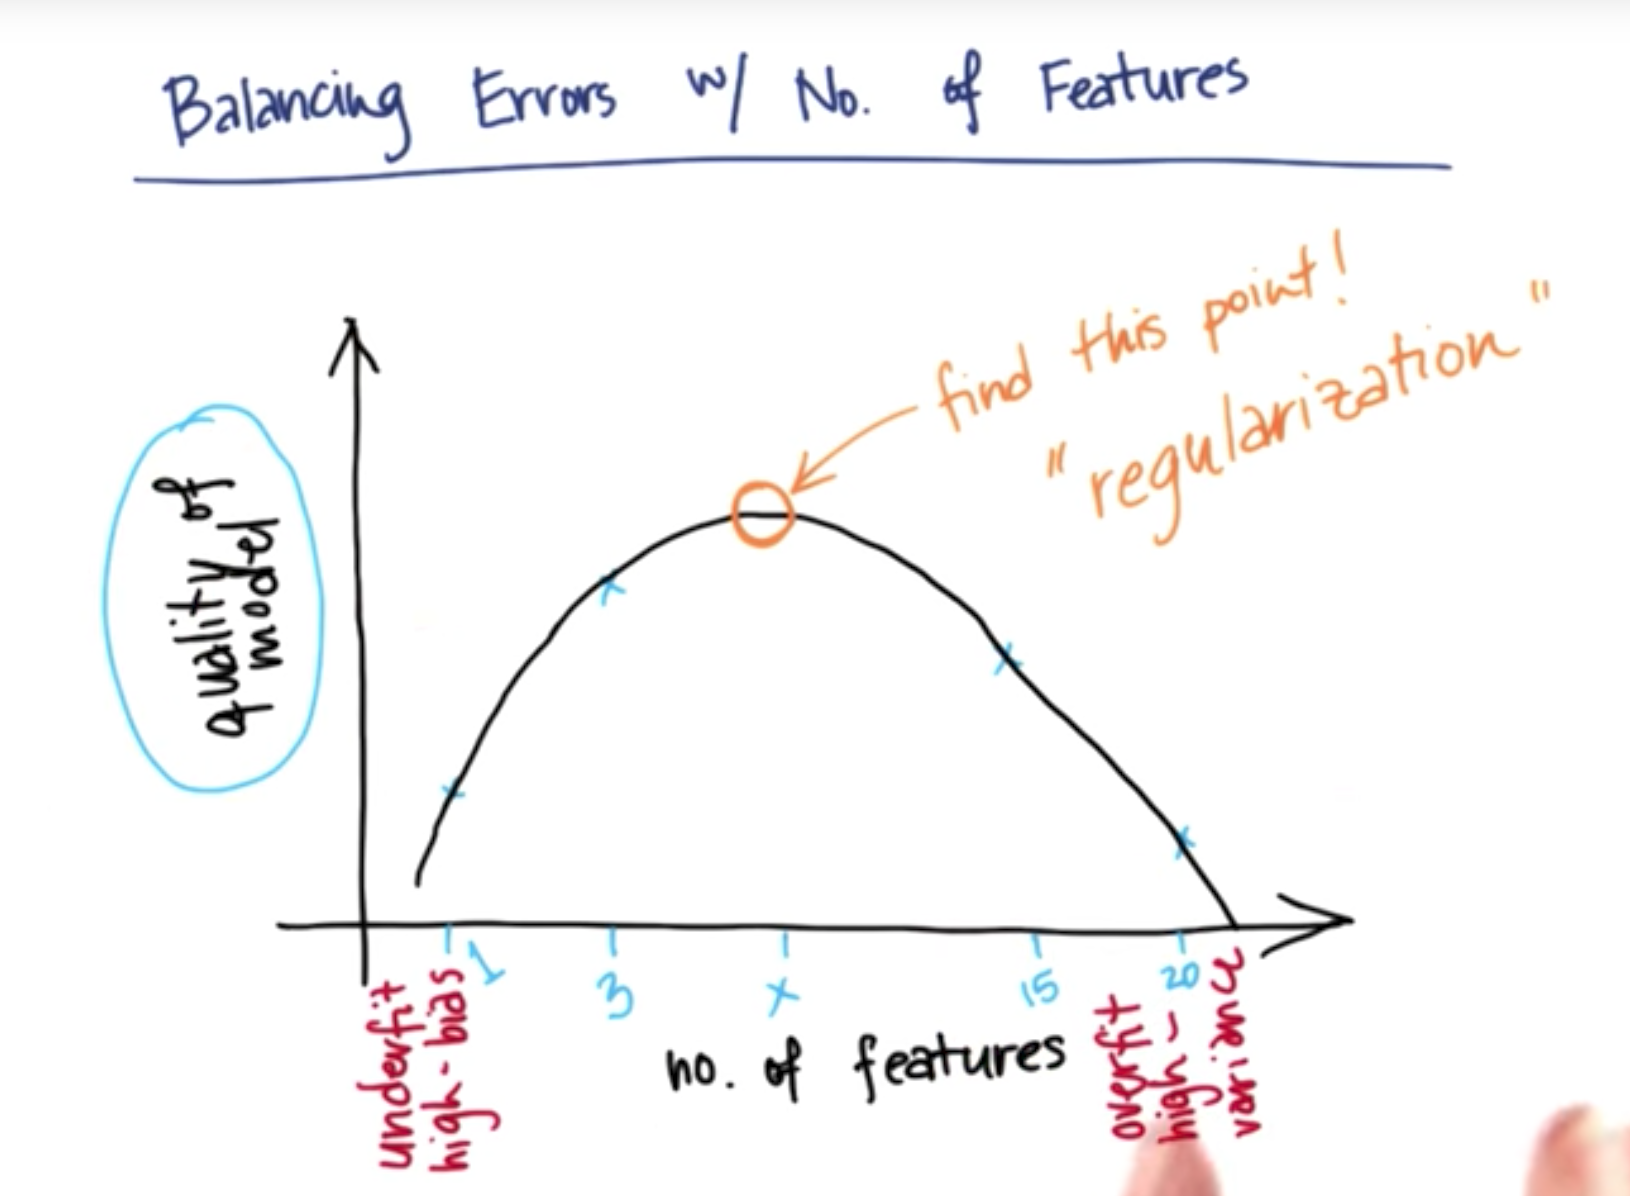 Balancing Errors w/ No. of Features
find this point!
"regularization"
quality of
model
1
3
x
15
20
no. of features
underfit
high-bias
overfit
high-
variance